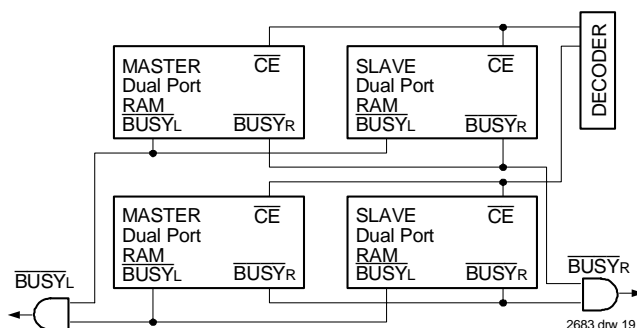 MASTER
Dual Port
RAM
CE
BUSYL
BUSYR
SLAVE
Dual Port
RAM
CE
BUSYL
BUSYR
DECODER
MASTER
Dual Port
RAM
CE
BUSYL
BUSYR
SLAVE
Dual Port
RAM
CE
BUSYL
BUSYR
BUSYL
BUSYR
2683 drw 19